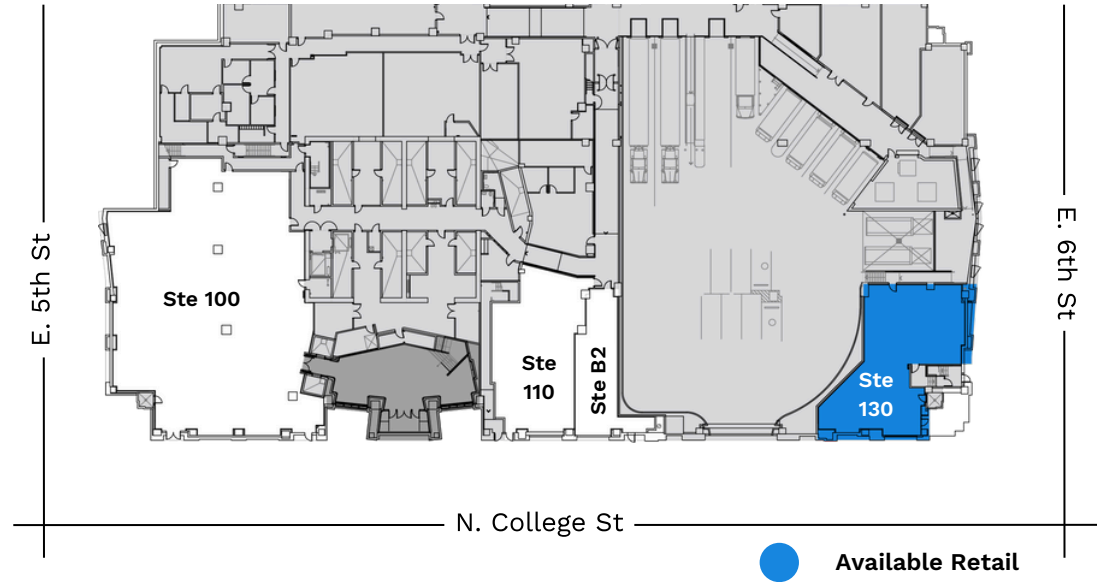 E. 5th St
E. 6th St
Ste 100
Ste
110
Ste B2
Ste
130
N. College St
Available Retail